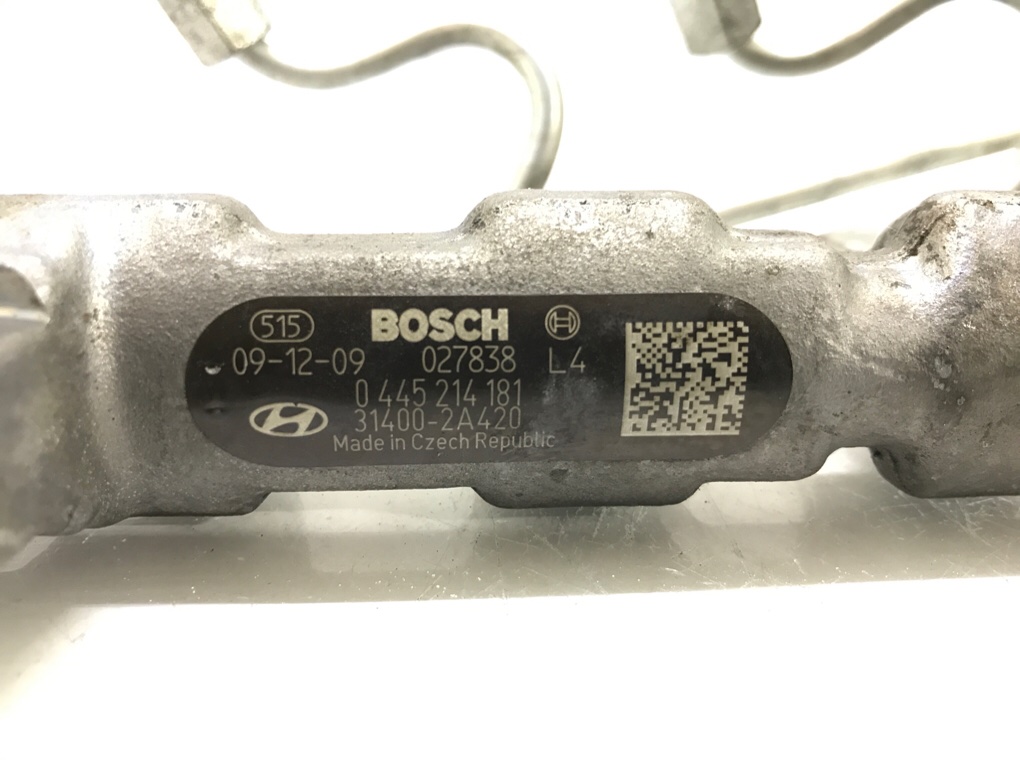 515 BOSCH
09-12-09 027838 L4
0 445 214 181
31400-2A420
Made in Czech Republic